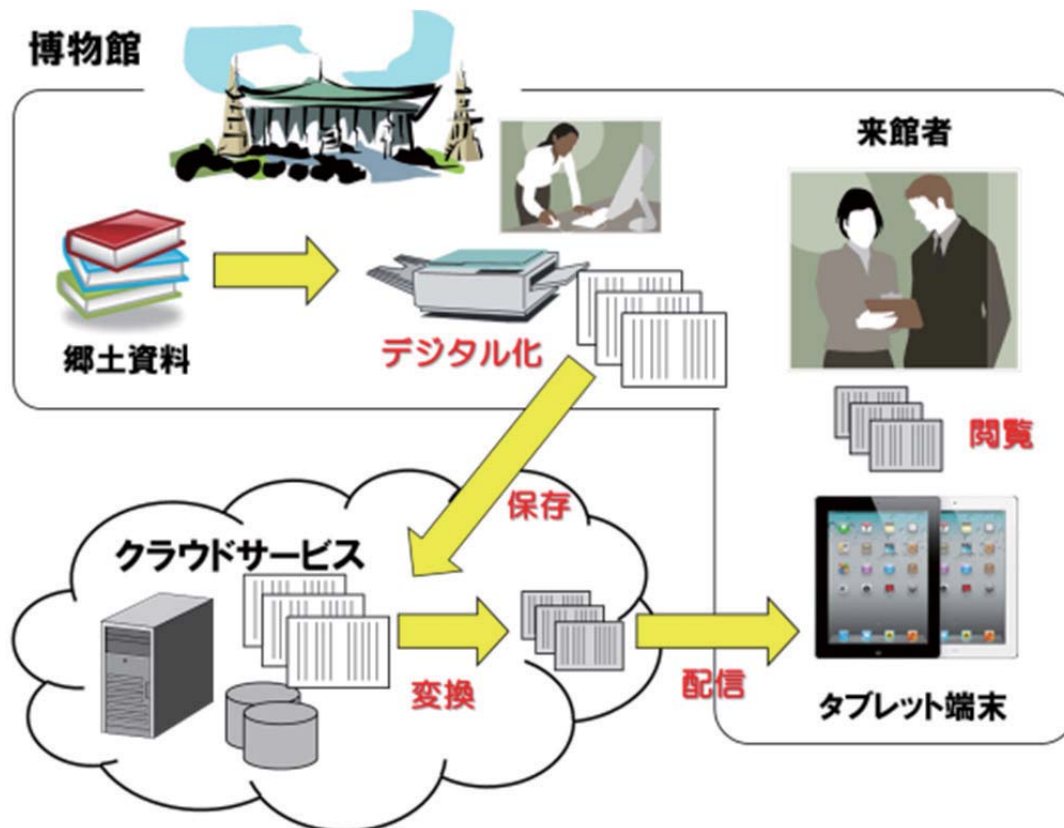 博物館
来館者
郷土資料
デジタル化
閲覧
保存
クラウドサービス
変換
配信
タブレット端末